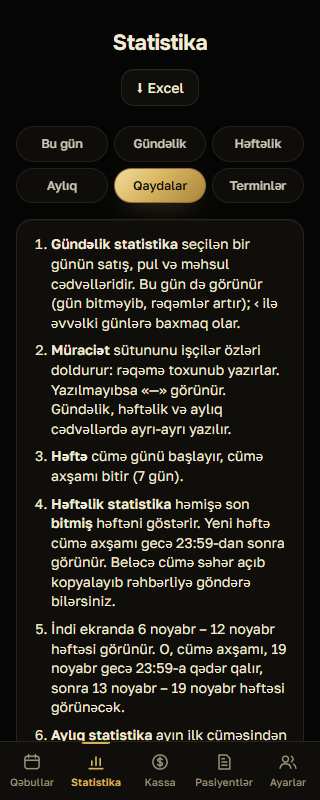 Statistika
⬇ Excel
Bu gün
Gündəlik
Həftəlik
Aylıq
Qaydalar
Terminlər
1. Gündəlik statistika seçilən bir
günün satış, pul və məhsul
cədvəlləridir. Bu gün də görünür
(gün bitməyib, rəqəmlər artır); ‹ ilə
əvvəlki günlərə baxmaq olar.
2. Müraciət sütununu işçilər özləri
doldurur: rəqəmə toxunub yazırlar.
Yazılmayıbsa «—» görünür.
Gündəlik, həftəlik və aylıq
cədvəllərdə ayrı-ayrı yazılır.
3. Həftə cümə günü başlayır, cümə
axşamı bitir (7 gün).
4. Həftəlik statistika həmişə son
bitmiş həftəni göstərir. Yeni həftə
cümə axşamı gecə 23:59-dan sonra
görünür. Beləcə cümə səhər açıb
kopyalayıb rəhbərliyə göndərə
bilərsiniz.
5. İndi ekranda 6 noyabr – 12 noyabr
həftəsi görünür. O, cümə axşamı, 19
noyabr gecə 23:59-a qədər qalır,
sonra 13 noyabr – 19 noyabr həftəsi
görünəcək.
6. Aylıq statistika ayın ilk cüməsindən
Qəbullar
Statistika
Kassa
Pasiyentlər
Ayarlar